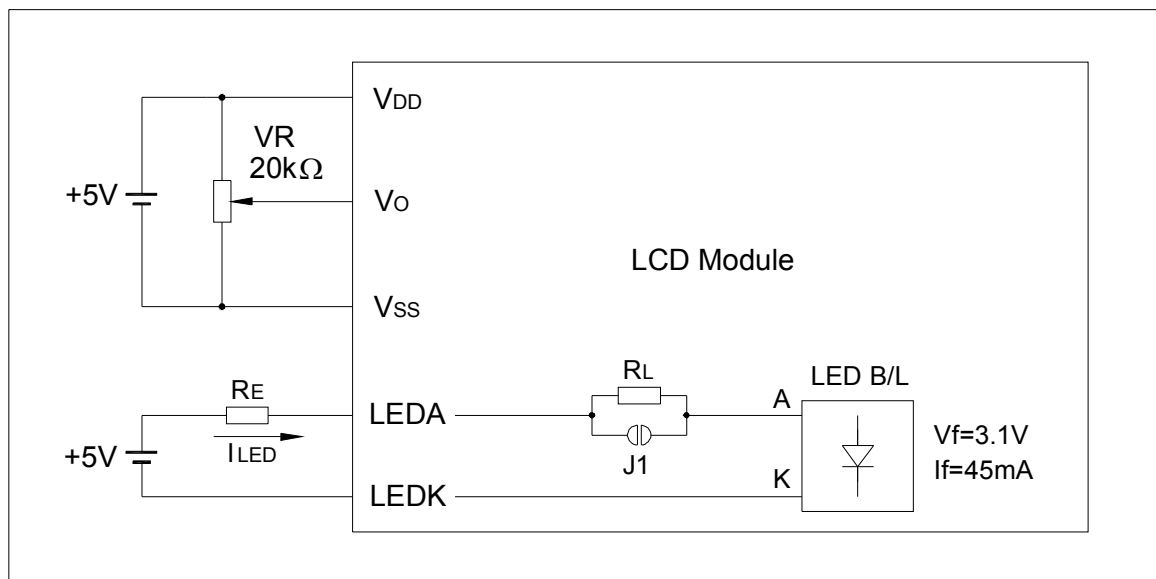 VDD
VR
20kΩ
+5V
VO
LCD Module
VSS
RE
LEDA
ILED
+5V
LEDK
RL
J1
A
K
LED B/L
Vf=3.1V
If=45mA